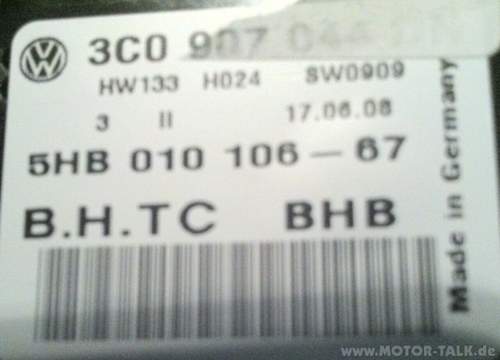 3C0 907 044
HW133 H024 SW0909
3 II 17.06.08
5HB 010 106-67
B.H.TC BHB
Made in Germany
www.MOTOR-TALK.de